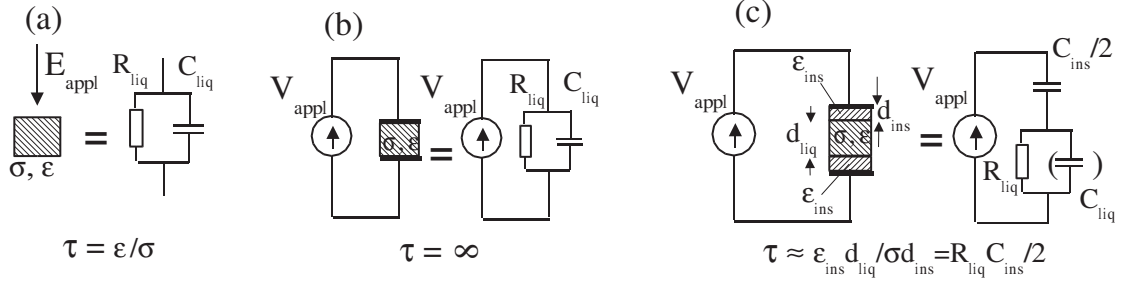 (a)
E_appl
R_liq
C_liq
=
σ, ε
τ = ε/σ
(b)
V_appl
σ, ε
=
V_appl
R_liq
C_liq
τ = ∞
(c)
V_appl
ε_ins
d_ins
d_liq
σ, ε
ε_ins
=
V_appl
C_ins/2
R_liq
( )
C_liq
τ ≈ ε_ins d_liq/σd_ins=R_liq C_ins/2